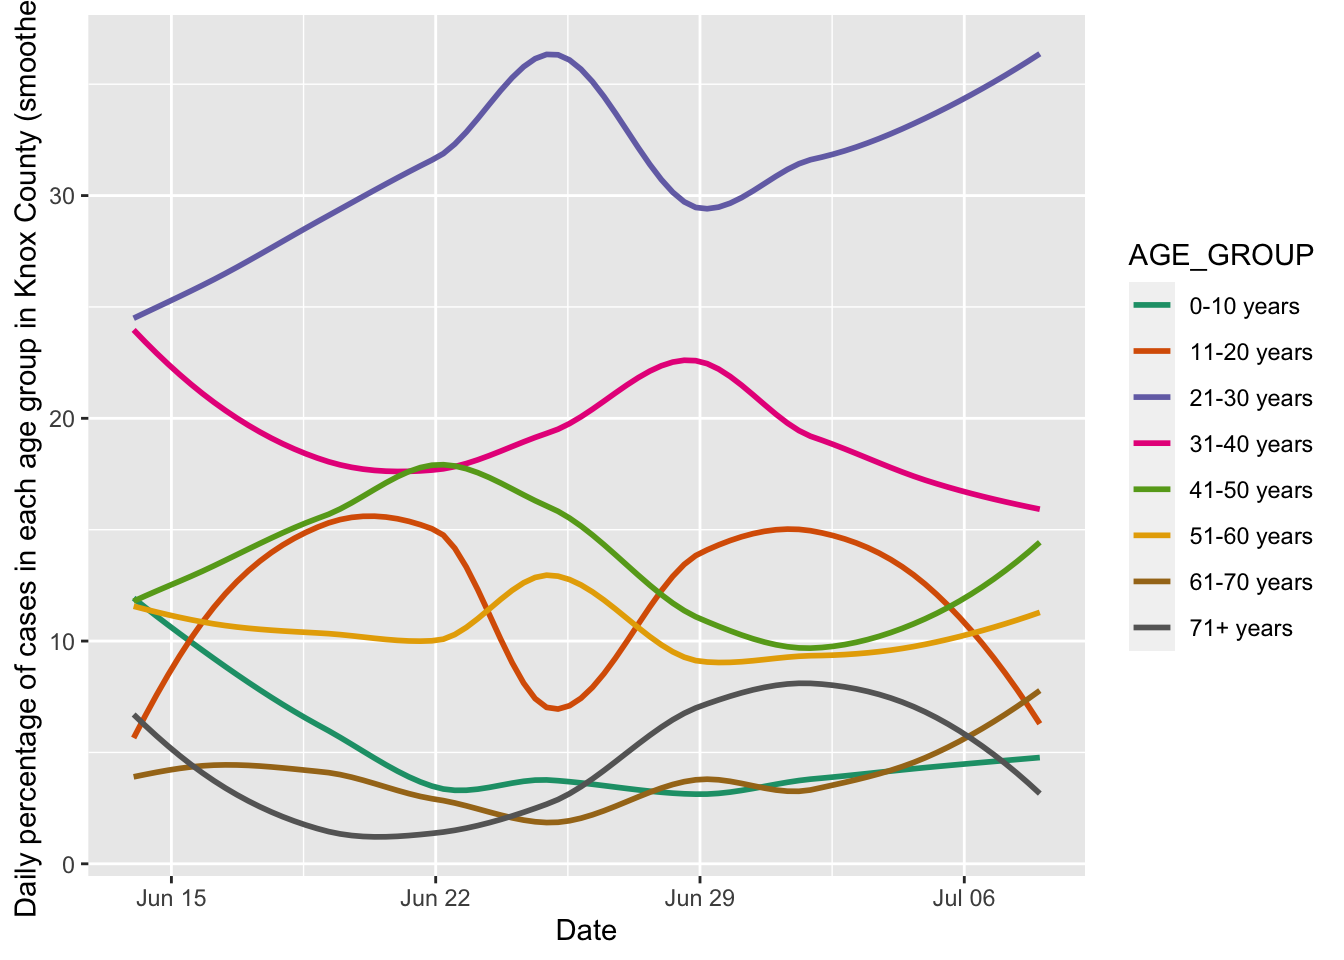 Daily percentage of cases in each age group in Knox County (smoothe
30
20
10
0
Jun 15 Jun 22 Jun 29 Jul 06
Date
AGE_GROUP
0-10 years
11-20 years
21-30 years
31-40 years
41-50 years
51-60 years
61-70 years
71+ years